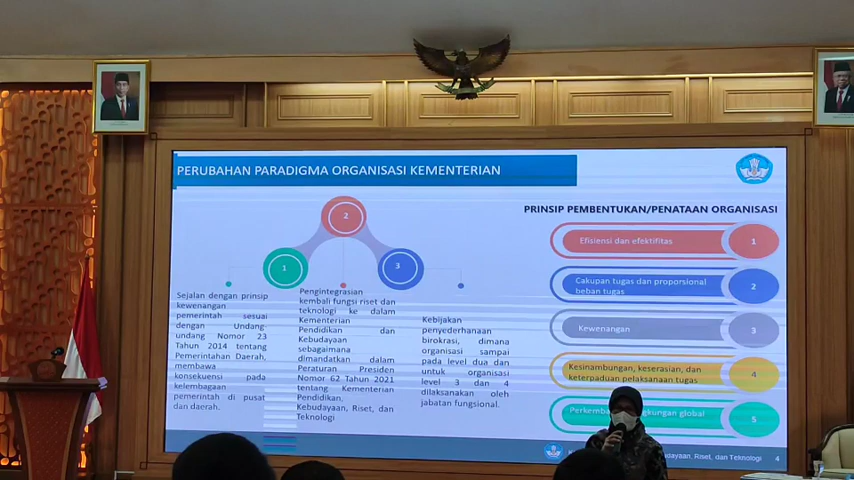 PERUBAHAN PARADIGMA ORGANISASI KEMENTERIAN
2
1
3
Sejalan dengan prinsip
kewenangan
pemerintah sesuai
dengan Undang-
undang Nomor 23
Tahun 2014 tentang
Pemerintahan Daerah,
membawa
konsekuensi pada
kelembagaan
pemerintah di pusat
dan daerah.
Pengintegrasian
kembali fungsi riset dan
teknologi ke dalam
Kementerian
Pendidikan dan
Kebudayaan
sebagaimana
dimandatkan dalam
Peraturan Presiden
Nomor 62 Tahun 2021
tentang Kementerian
Pendidikan,
Kebudayaan, Riset, dan
Teknologi
Kebijakan
penyederhanaan
birokrasi, dimana
organisasi sampai
pada level dua dan
untuk organisasi
level 3 dan 4
dilaksanakan oleh
jabatan fungsional.
PRINSIP PEMBENTUKAN/PENATAAN ORGANISASI
Efisiensi dan efektifitas 1
Cakupan tugas dan proporsional
beban tugas 2
Kewenangan 3
Kesinambungan, keserasian, dan
keterpaduan pelaksanaan tugas 4
global 5
Riset, dan Teknologi 4